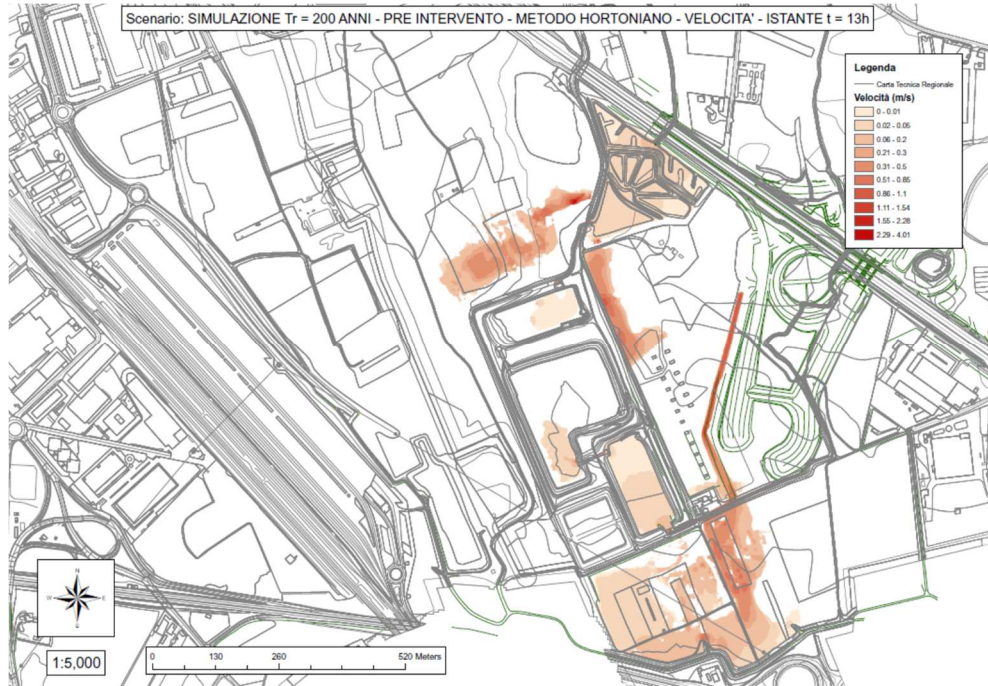 Scenario: SIMULAZIONE Tr = 200 ANNI - PRE INTERVENTO - METODO HORTONIANO - VELOCITA' - ISTANTE t = 13h
Legenda
Carta Tecnica Regionale
Velocità (m/s)
0 - 0.01
0.02 - 0.05
0.06 - 0.2
0.21 - 0.3
0.31 - 0.5
0.51 - 0.85
0.86 - 1.1
1.11 - 1.54
1.55 - 2.28
2.29 - 4.01
N
W
E
S
1:5,000
0 130 260 520 Meters